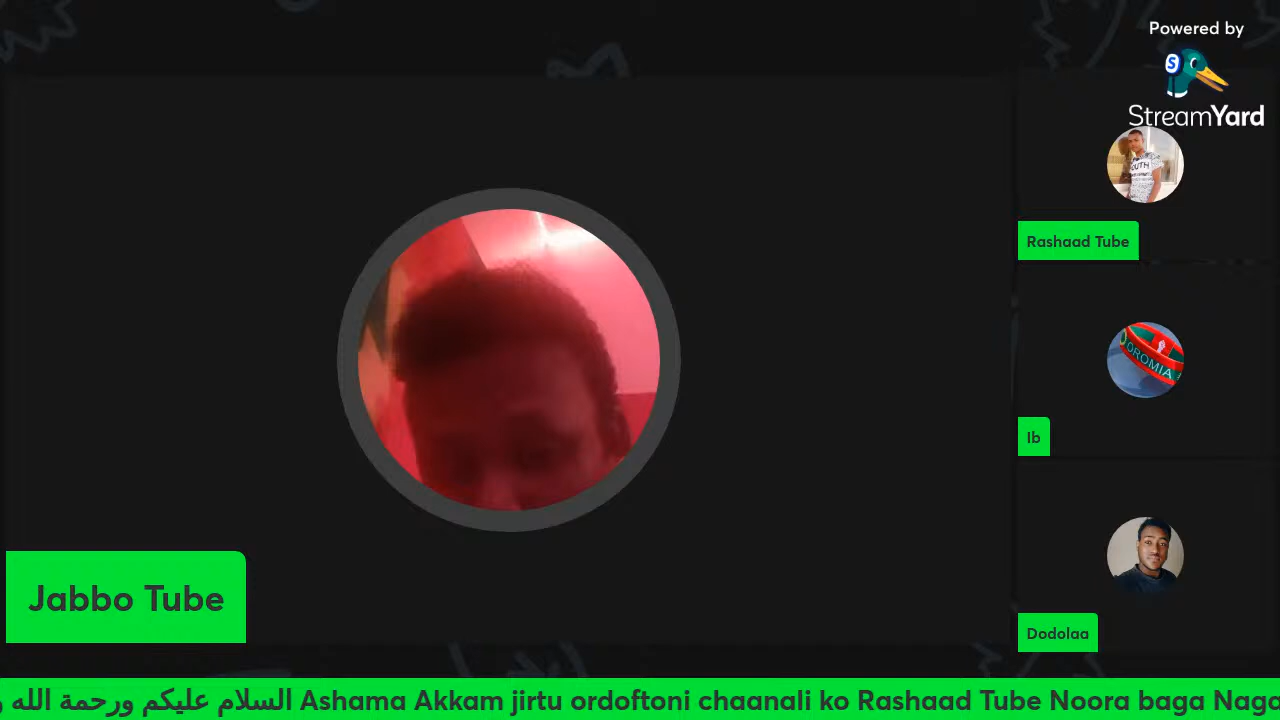 Powered by
StreamYard
OUTH
Rashaad Tube
OROMIA
Ib
Dodolaa
Jabbo Tube
السلام عليكم ورحمة الله Ashama Akkam jirtu ordoftoni chaanali ko Rashaad Tube Noora baga